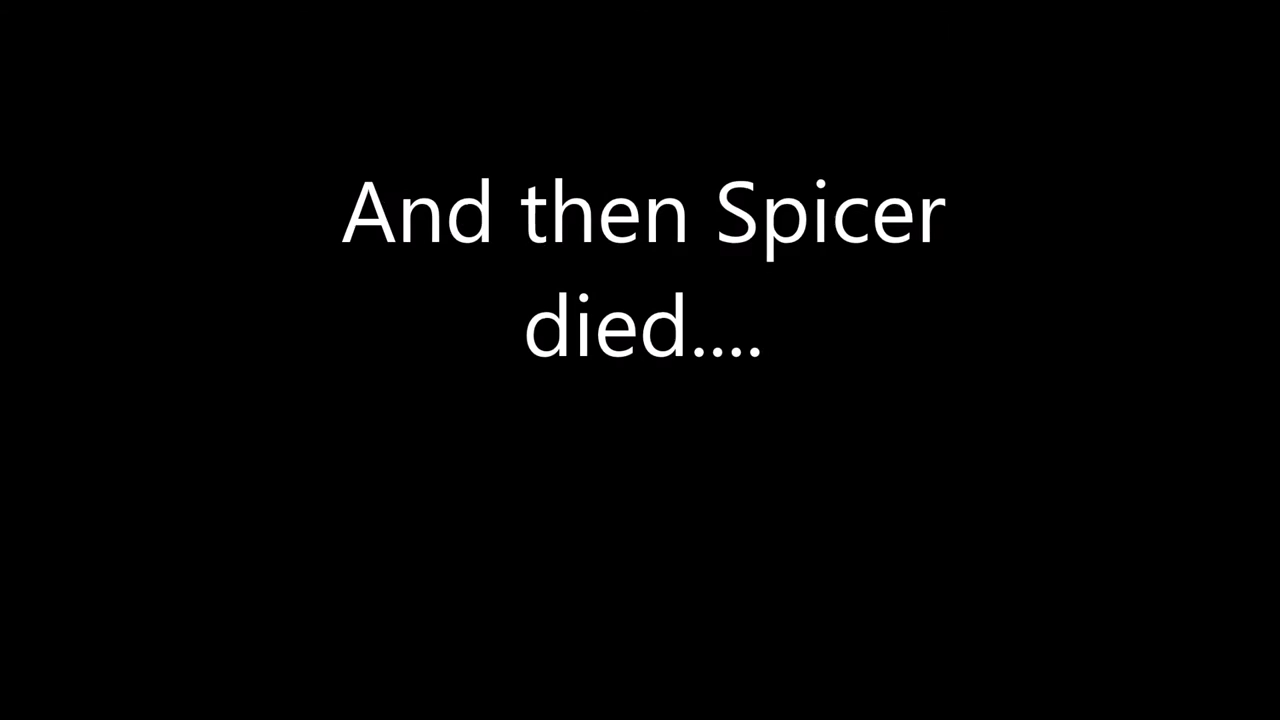 And then Spicer
died....